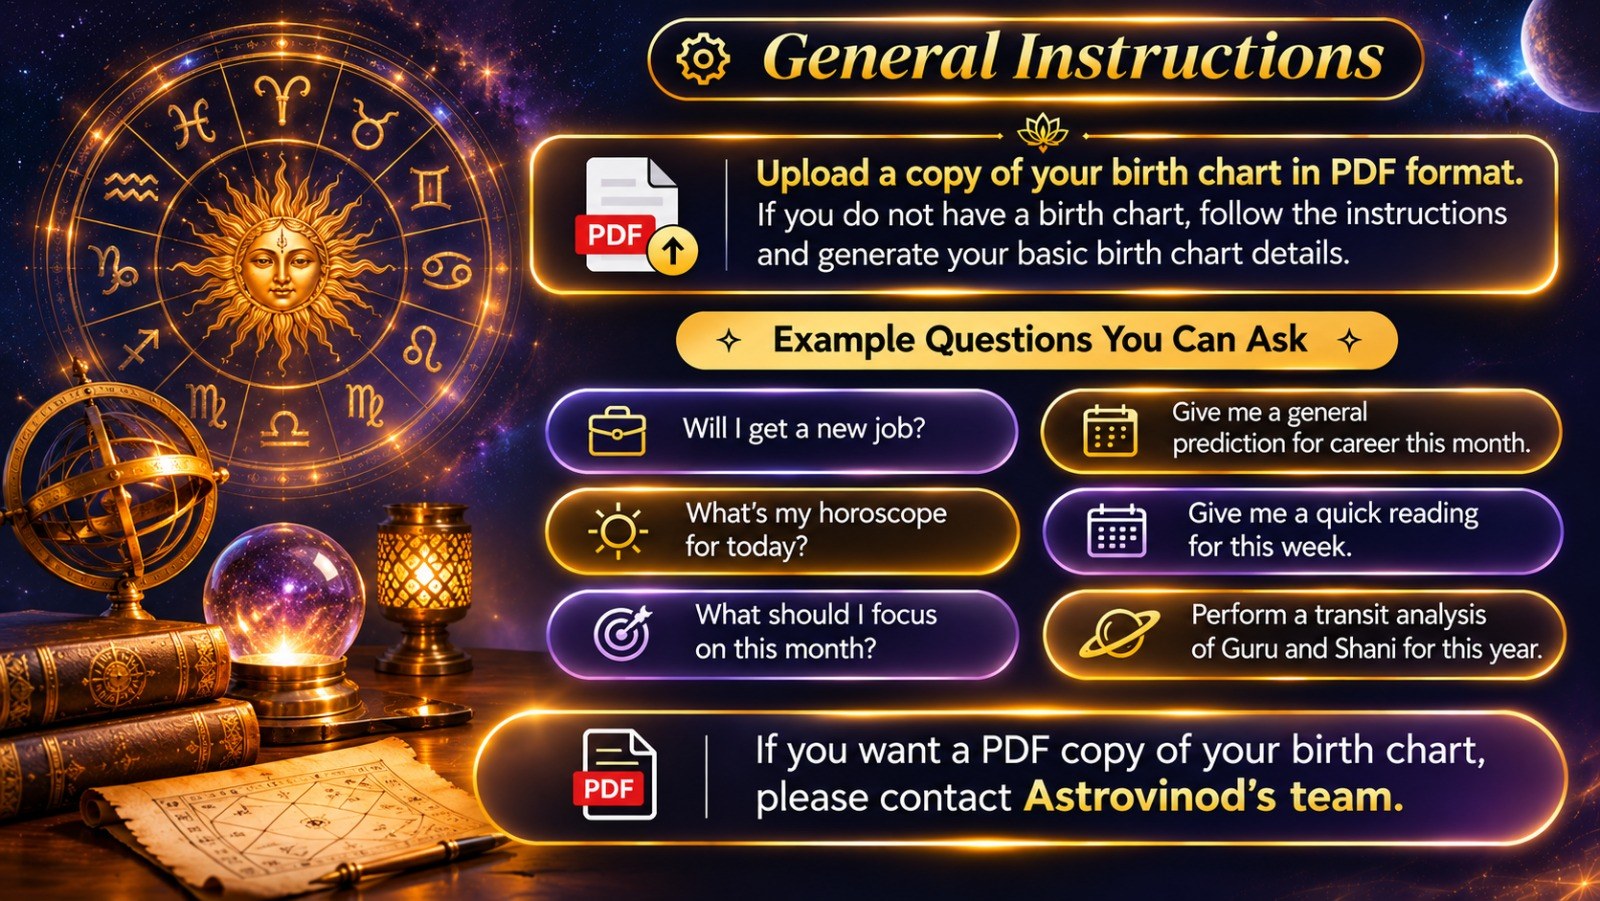 General Instructions
Upload a copy of your birth chart in PDF format.
If you do not have a birth chart, follow the instructions
and generate your basic birth chart details.
PDF
Example Questions You Can Ask
Will I get a new job?
Give me a general
prediction for career this month.
What's my horoscope
for today?
Give me a quick reading
for this week.
What should I focus
on this month?
Perform a transit analysis
of Guru and Shani for this year.
PDF
If you want a PDF copy of your birth chart,
please contact Astrovinod's team.